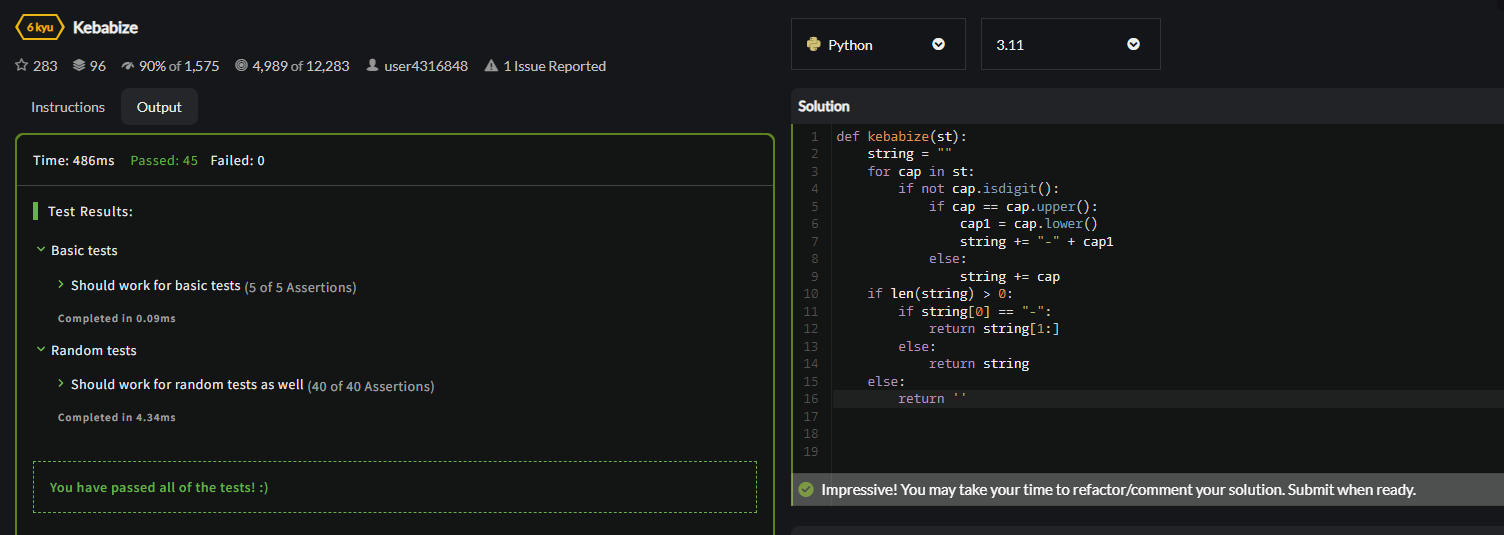 6 kyu Kebabize
283 96 90% of 1,575 4,989 of 12,283 user4316848 1 Issue Reported
Instructions Output
Time: 486ms Passed: 45 Failed: 0
Test Results:
Basic tests
Should work for basic tests (5 of 5 Assertions)
Completed in 0.09ms
Random tests
Should work for random tests as well (40 of 40 Assertions)
Completed in 4.34ms
You have passed all of the tests! :)
Python 3.11
Solution
1 def kebabize(st):
2     string = ""
3     for cap in st:
4         if not cap.isdigit():
5             if cap == cap.upper():
6                 cap1 = cap.lower()
7                 string += "-" + cap1
8             else:
9                 string += cap
10     if len(string) > 0:
11         if string[0] == "-":
12             return string[1:]
13         else:
14             return string
15     else:
16         return ''
17
18
19
Impressive! You may take your time to refactor/comment your solution. Submit when ready.